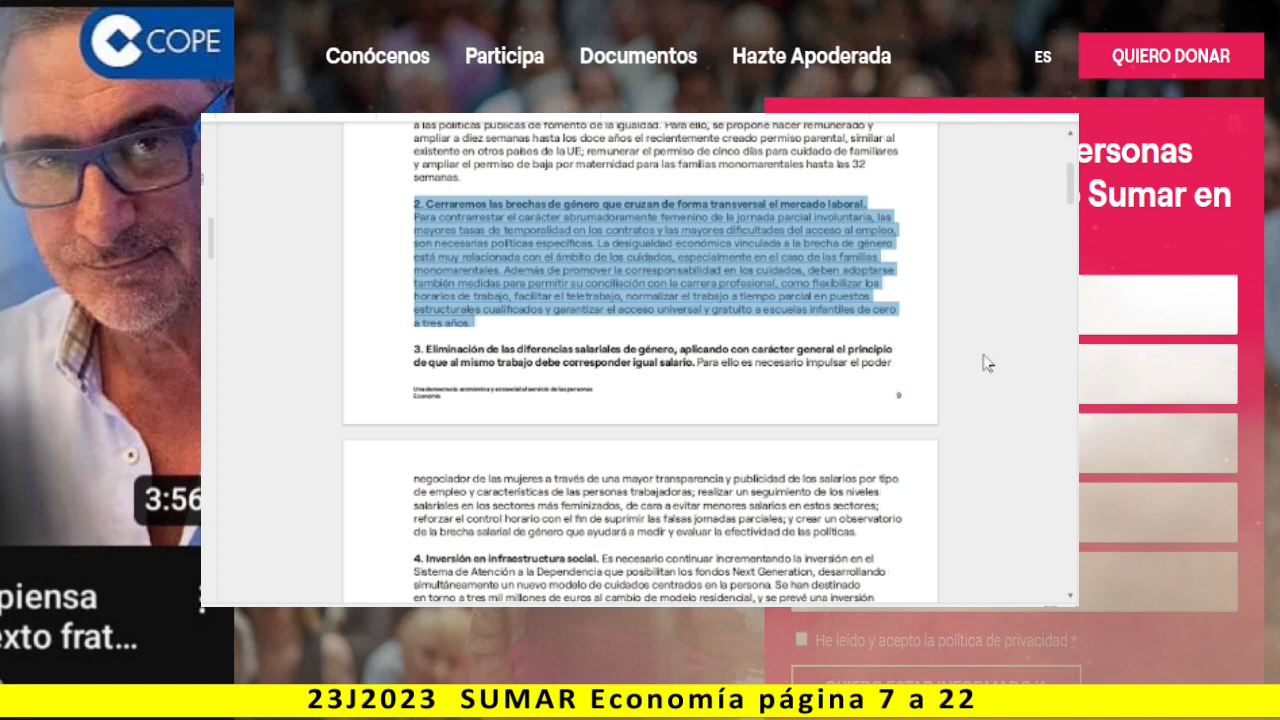 COPE
Conócenos
Participa
Documentos
Hazte Apoderada
ES
QUIERO DONAR
ersonas
Sumar en
a las políticas públicas de fomento de la igualdad. Para ello, se propone hacer remunerado y
ampliar a diez semanas hasta los doce años el recientemente creado permiso parental, similar al
existente en otros países de la UE; remunerar el permiso de cinco días para cuidado de familiares
y ampliar el permiso de baja por maternidad para las familias monomarentales hasta las 32
semanas.
2. Cerraremos las brechas de género que cruzan de forma transversal el mercado laboral.
Para contrarrestar el carácter abrumadoramente femenino de la jornada parcial involuntaria, las
mayores tasas de temporalidad en los contratos y las mayores dificultades del acceso al empleo,
son necesarias políticas específicas. La desigualdad económica vinculada a la brecha de género
está muy relacionada con el ámbito de los cuidados, especialmente en el caso de las familias
monomarentales. Además de promover la corresponsabilidad en los cuidados, deben adoptarse
también medidas para permitir su conciliación con la carrera profesional, como flexibilizar los
horarios de trabajo, facilitar el teletrabajo, normalizar el trabajo a tiempo parcial en puestos
estructurales cualificados y garantizar el acceso universal y gratuito a escuelas infantiles de cero
a tres años.
3. Eliminación de las diferencias salariales de género, aplicando con carácter general el principio
de que al mismo trabajo debe corresponder igual salario. Para ello es necesario impulsar el poder
Una democracia económica y ecosocial al servicio de las personas
Economía
9
negociador de las mujeres a través de una mayor transparencia y publicidad de los salarios por tipo
de empleo y características de las personas trabajadoras; realizar un seguimiento de los niveles
salariales en los sectores más feminizados, de cara a evitar menores salarios en estos sectores;
reforzar el control horario con el fin de suprimir las falsas jornadas parciales; y crear un observatorio
de la brecha salarial de género que ayudará a medir y evaluar la efectividad de las políticas.
4. Inversión en infraestructura social. Es necesario continuar incrementando la inversión en el
Sistema de Atención a la Dependencia que posibilitan los fondos Next Generation, desarrollando
simultáneamente un nuevo modelo de cuidados centrados en la persona. Se han destinado
en torno a tres mil millones de euros al cambio de modelo residencial, y se prevé una inversión
3:56
piensa
exto frat...
He leído y acepto la política de privacidad *
23J2023 SUMAR Economía página 7 a 22